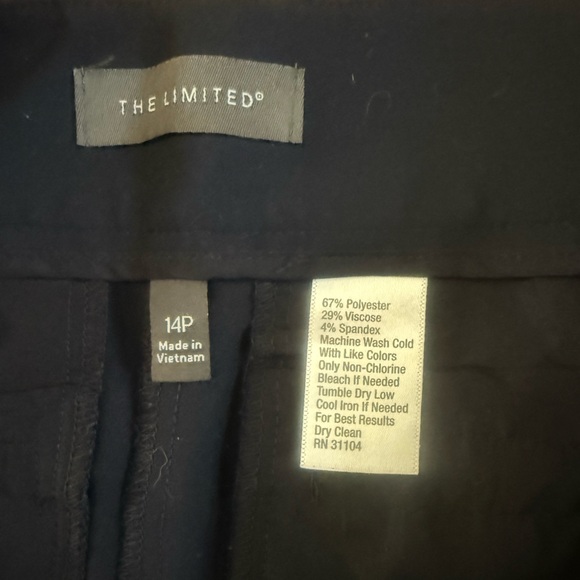 THE LIMITED®
14P
Made in
Vietnam
67% Polyester
29% Viscose
4% Spandex
Machine Wash Cold
With Like Colors
Only Non-Chlorine
Bleach If Needed
Tumble Dry Low
Cool Iron If Needed
For Best Results
Dry Clean
RN 31104